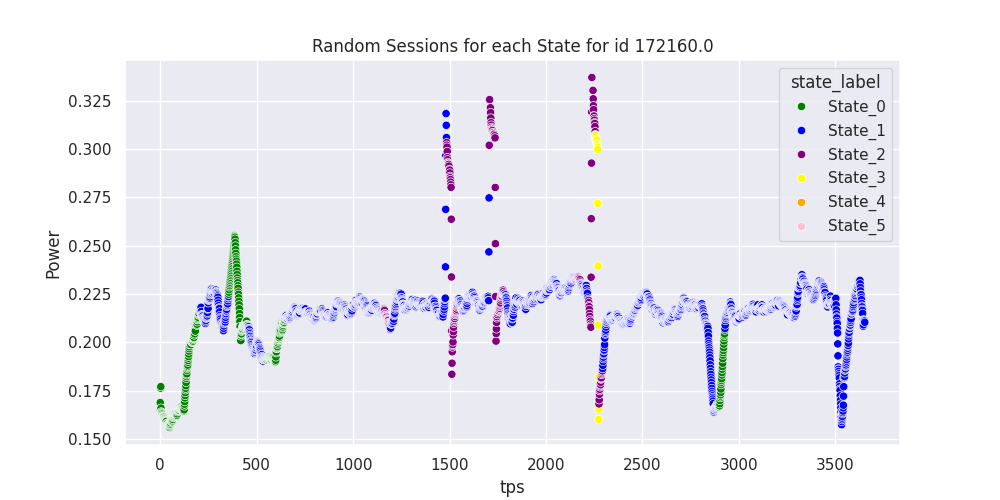 Random Sessions for each State for id 172160.0
state_label
State_0
State_1
State_2
State_3
State_4
State_5
Power
0.325
0.300
0.275
0.250
0.225
0.200
0.175
0.150
0 500 1000 1500 2000 2500 3000 3500
tps